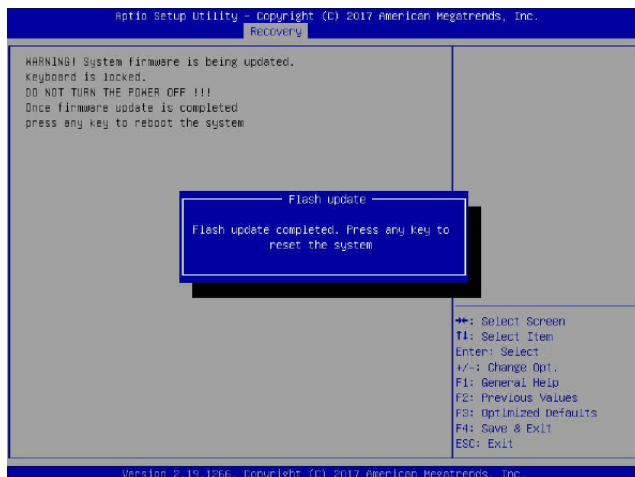 Aptio Setup Utility – Copyright (C) 2017 American Megatrends, Inc.
Recovery
WARNING! System firmware is being updated.
Keyboard is locked.
DO NOT TURN THE POWER OFF !!!
Once firmware update is completed
press any key to reboot the system
Flash update
Flash update completed. Press any key to
reset the system
→←: Select Screen
↑↓: Select Item
Enter: Select
+/-: Change Opt.
F1: General Help
F2: Previous Values
F3: Optimized Defaults
F4: Save & Exit
ESC: Exit
Version 2.19.1266. Copyright (C) 2017 American Megatrends, Inc.